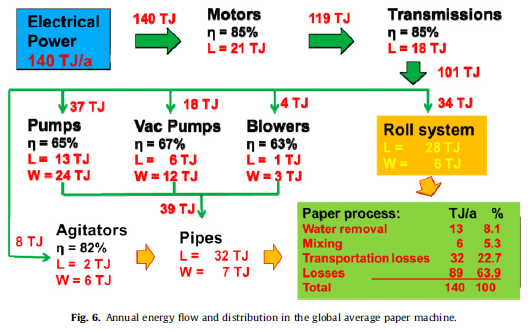 Electrical
Power
140 TJ/a
140 TJ
Motors
η = 85%
L = 21 TJ
119 TJ
Transmissions
η = 85%
L = 18 TJ
101 TJ
37 TJ
18 TJ
4 TJ
34 TJ
Pumps
η = 65%
L = 13 TJ
W = 24 TJ
Vac Pumps
η = 67%
L = 6 TJ
W = 12 TJ
Blowers
η = 63%
L = 1 TJ
W = 3 TJ
Roll system
L = 28 TJ
W = 6 TJ
39 TJ
8 TJ
Agitators
η = 82%
L = 2 TJ
W = 6 TJ
Pipes
L = 32 TJ
W = 7 TJ
Paper process: TJ/a %
Water removal 13 8.1
Mixing 6 5.3
Transportation losses 32 22.7
Losses 89 63.9
Total 140 100
Fig. 6. Annual energy flow and distribution in the global average paper machine.